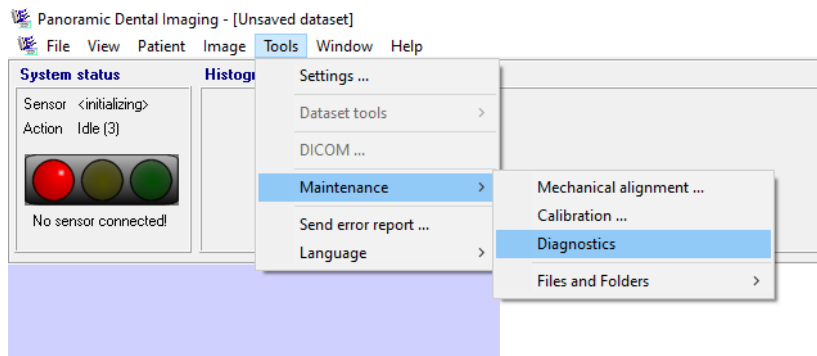 Panoramic Dental Imaging - [Unsaved dataset]
File View Patient Image Tools Window Help
System status
Sensor <initializing>
Action Idle (3)
No sensor connected!
Histogr
Settings ...
Dataset tools
DICOM ...
Maintenance
Send error report ...
Language
Mechanical alignment ...
Calibration ...
Diagnostics
Files and Folders